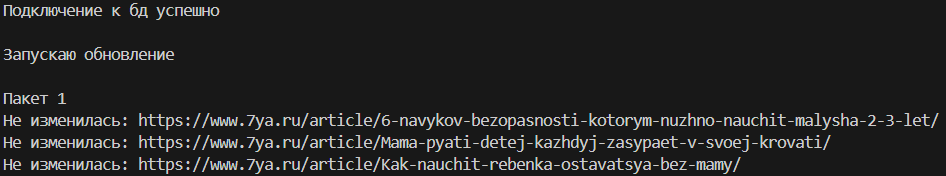 Подключение к бд успешно
Запускаю обновление
Пакет 1
Не изменилась: https://www.7ya.ru/article/6-navykov-bezopasnosti-kotorym-nuzhno-nauchit-malysha-2-3-let/
Не изменилась: https://www.7ya.ru/article/Mama-pyati-detej-kazhdyj-zasypaet-v-svoej-krovati/
Не изменилась: https://www.7ya.ru/article/Kak-nauchit-rebenka-ostavatsya-bez-mamy/